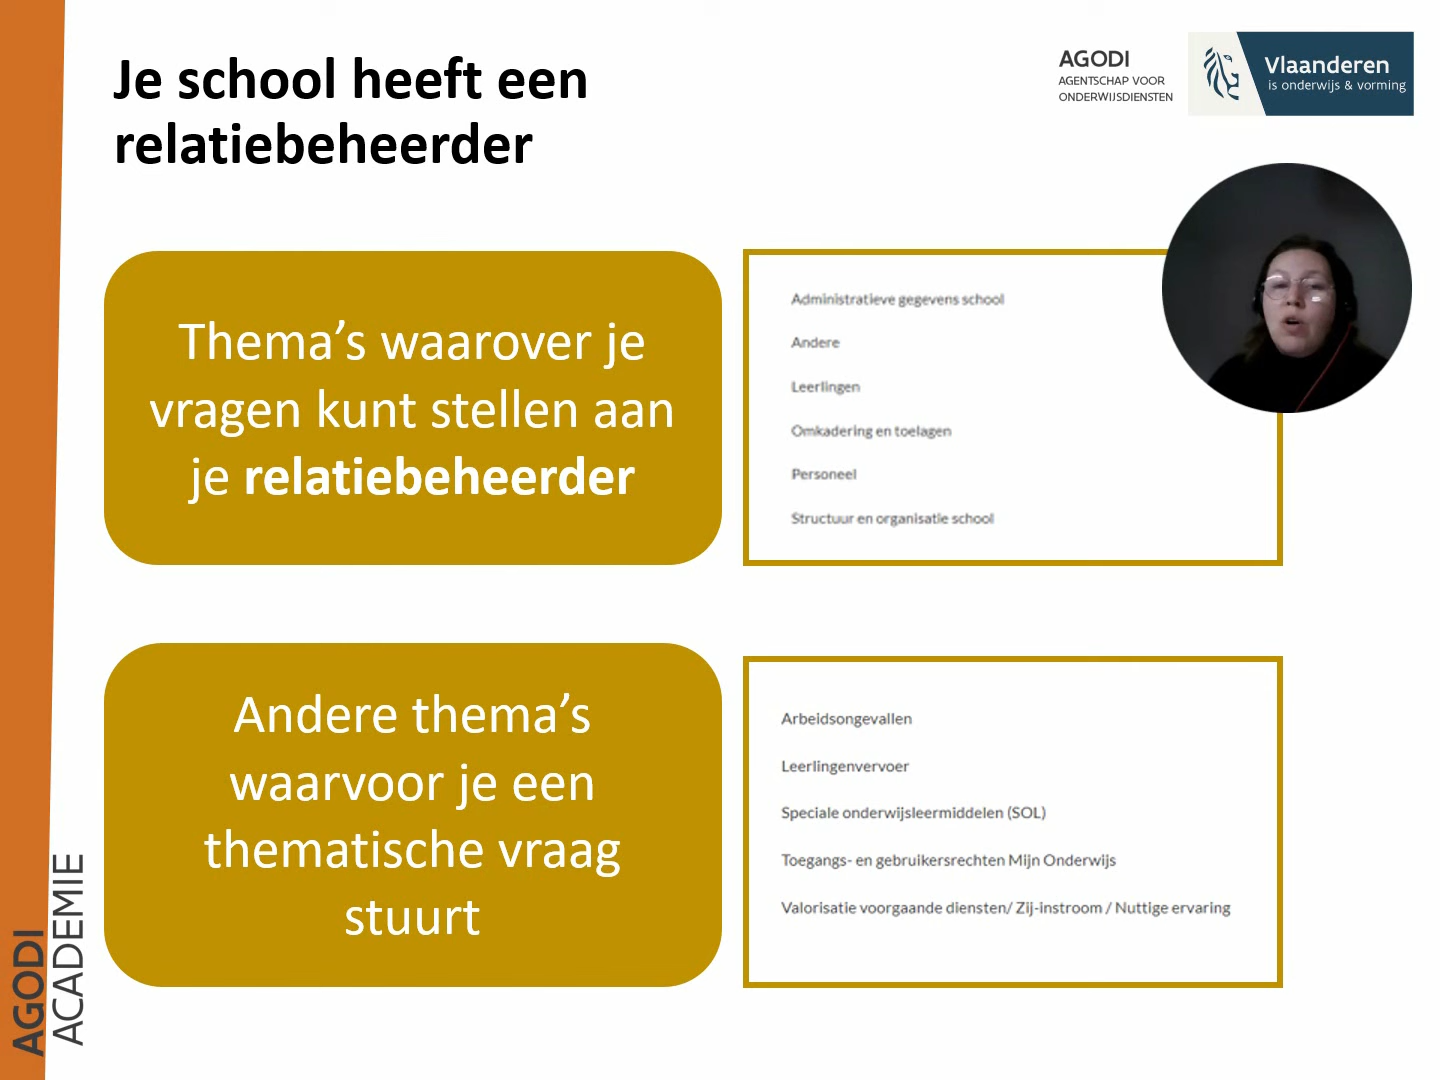 Je school heeft een
relatiebeheerder
AGODI
AGENTSCHAP VOOR
ONDERWIJSDIENSTEN
Vlaanderen
is onderwijs & vorming
Thema’s waarover je
vragen kunt stellen aan
je relatiebeheerder
Administratieve gegevens school
Andere
Leerlingen
Omkadering en toelagen
Personeel
Structuur en organisatie school
Andere thema’s
waarvoor je een
thematische vraag
stuurt
Arbeidsongevallen
Leerlingenvervoer
Speciale onderwijsleermiddelen (SOL)
Toegangs- en gebruikersrechten Mijn Onderwijs
Valorisatie voorgaande diensten/ Zij-instroom / Nuttige ervaring
AGODI
ACADEMIE